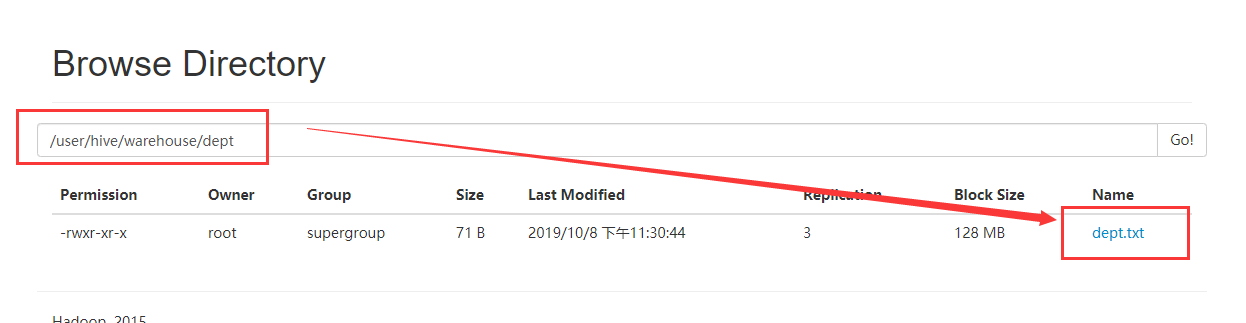 Browse Directory
/user/hive/warehouse/dept Go!
Permission Owner Group Size Last Modified Replication Block Size Name
-rwxr-xr-x root supergroup 71 B 2019/10/8 下午11:30:44 3 128 MB dept.txt
Hadoop, 2015.